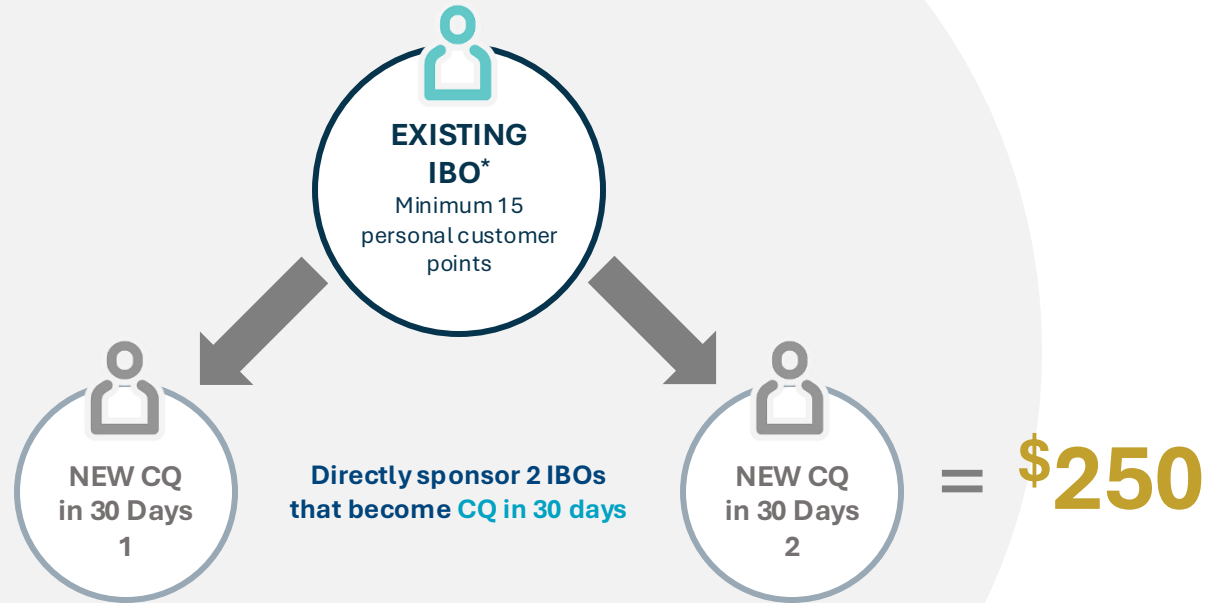 EXISTING
IBO*
Minimum 15
personal customer
points
NEW CQ
in 30 Days
1
Directly sponsor 2 IBOs
that become CQ in 30 days
NEW CQ
in 30 Days
2
= $250